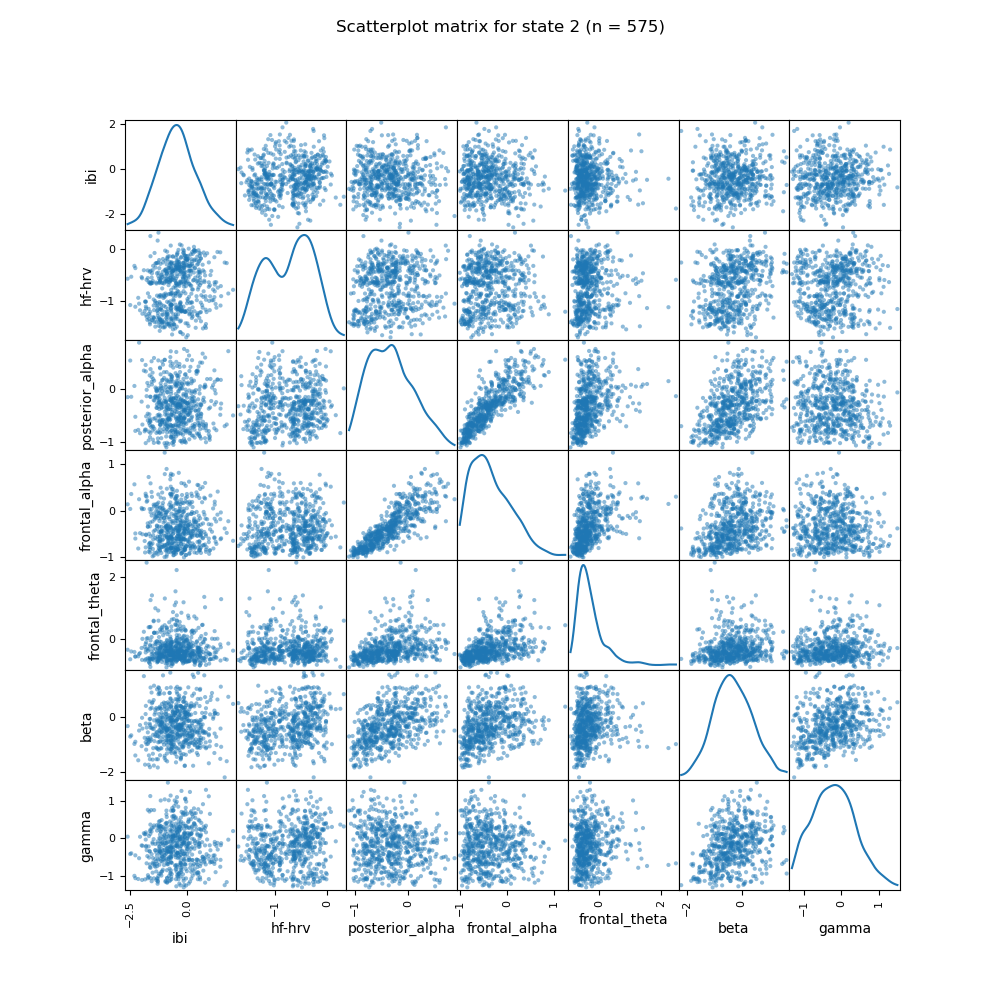 Scatterplot matrix for state 2 (n = 575)
2
0
-2
ibi
0
−1
hf-hrv
0
−1
posterior_alpha
1
0
−1
frontal_alpha
2
0
frontal_theta
0
−2
beta
1
0
−1
gamma
−2.5
0.0
ibi
−1
0
hf-hrv
−1
0
posterior_alpha
−1
0
1
frontal_alpha
0
2
frontal_theta
−2
0
beta
−1
0
1
gamma